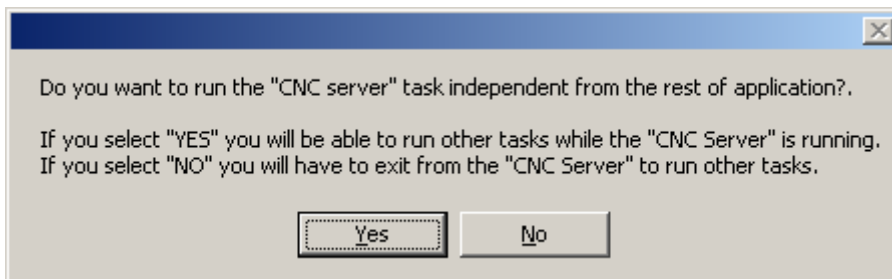 Do you want to run the "CNC server" task independent from the rest of application?.
If you select "YES" you will be able to run other tasks while the "CNC Server" is running.
If you select "NO" you will have to exit from the "CNC Server" to run other tasks.
Yes
No